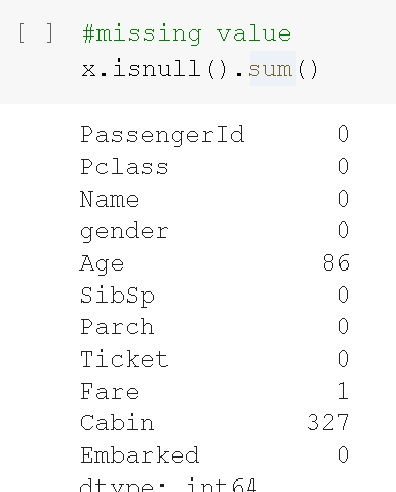 [ ] #missing value
x.isnull().sum()
PassengerId 0
Pclass 0
Name 0
gender 0
Age 86
SibSp 0
Parch 0
Ticket 0
Fare 1
Cabin 327
Embarked 0
dtype: int64